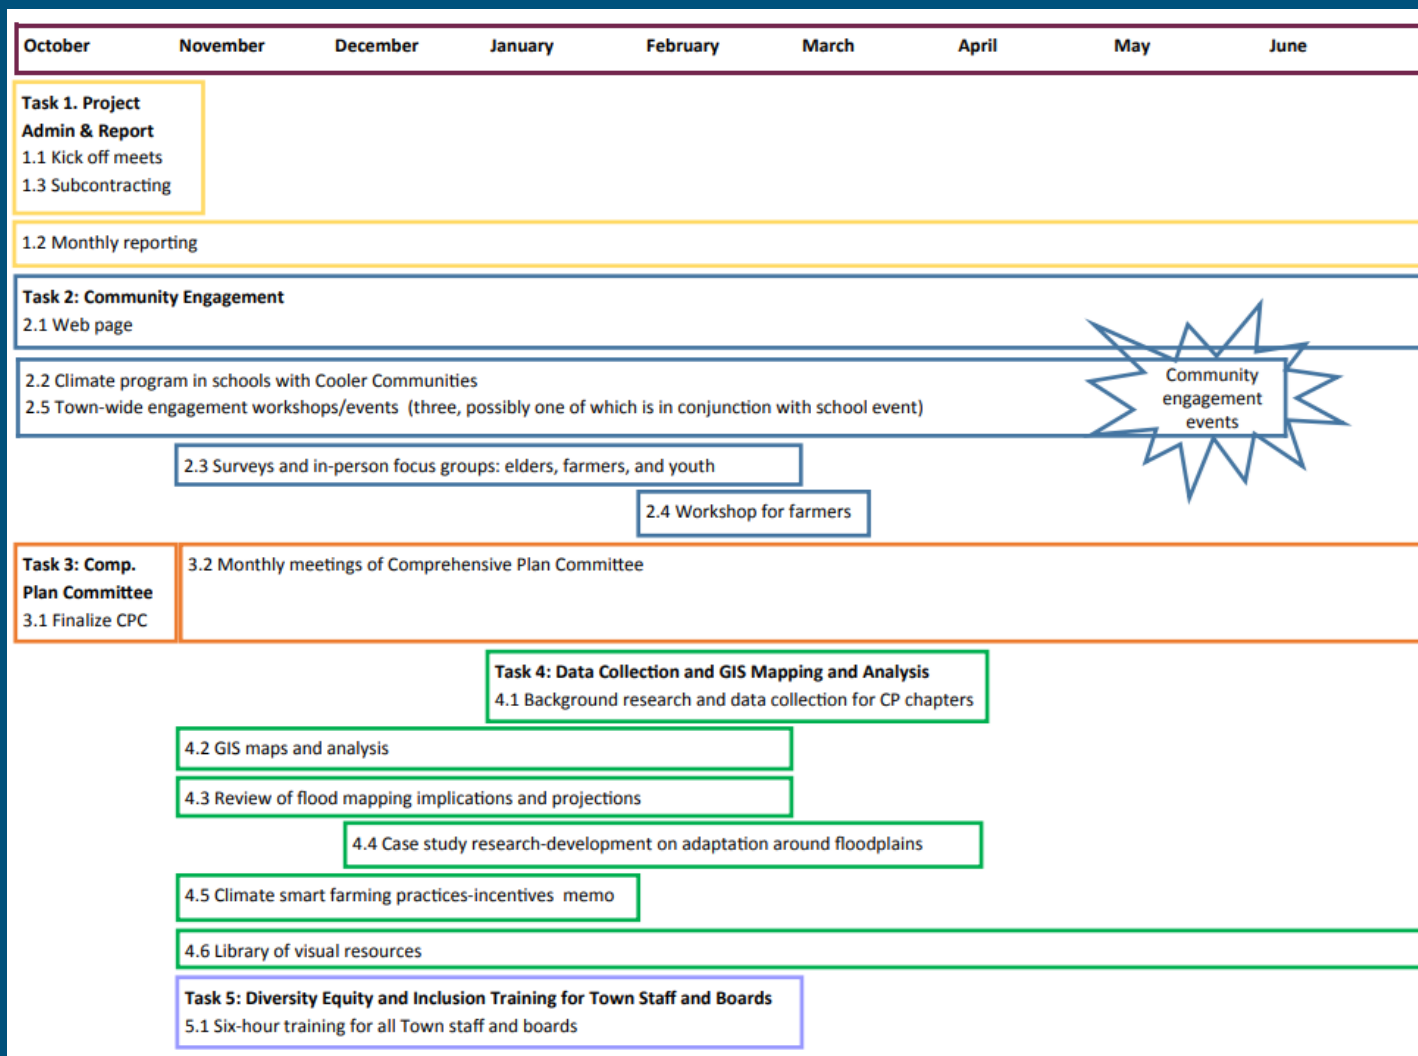 October November December January February March April May June
Task 1. Project
Admin & Report
1.1 Kick off meets
1.3 Subcontracting
1.2 Monthly reporting
Task 2: Community Engagement
2.1 Web page
2.2 Climate program in schools with Cooler Communities
2.5 Town-wide engagement workshops/events (three, possibly one of which is in conjunction with school event)
Community
engagement
events
2.3 Surveys and in-person focus groups: elders, farmers, and youth
2.4 Workshop for farmers
Task 3: Comp.
Plan Committee
3.1 Finalize CPC
3.2 Monthly meetings of Comprehensive Plan Committee
Task 4: Data Collection and GIS Mapping and Analysis
4.1 Background research and data collection for CP chapters
4.2 GIS maps and analysis
4.3 Review of flood mapping implications and projections
4.4 Case study research-development on adaptation around floodplains
4.5 Climate smart farming practices-incentives memo
4.6 Library of visual resources
Task 5: Diversity Equity and Inclusion Training for Town Staff and Boards
5.1 Six-hour training for all Town staff and boards